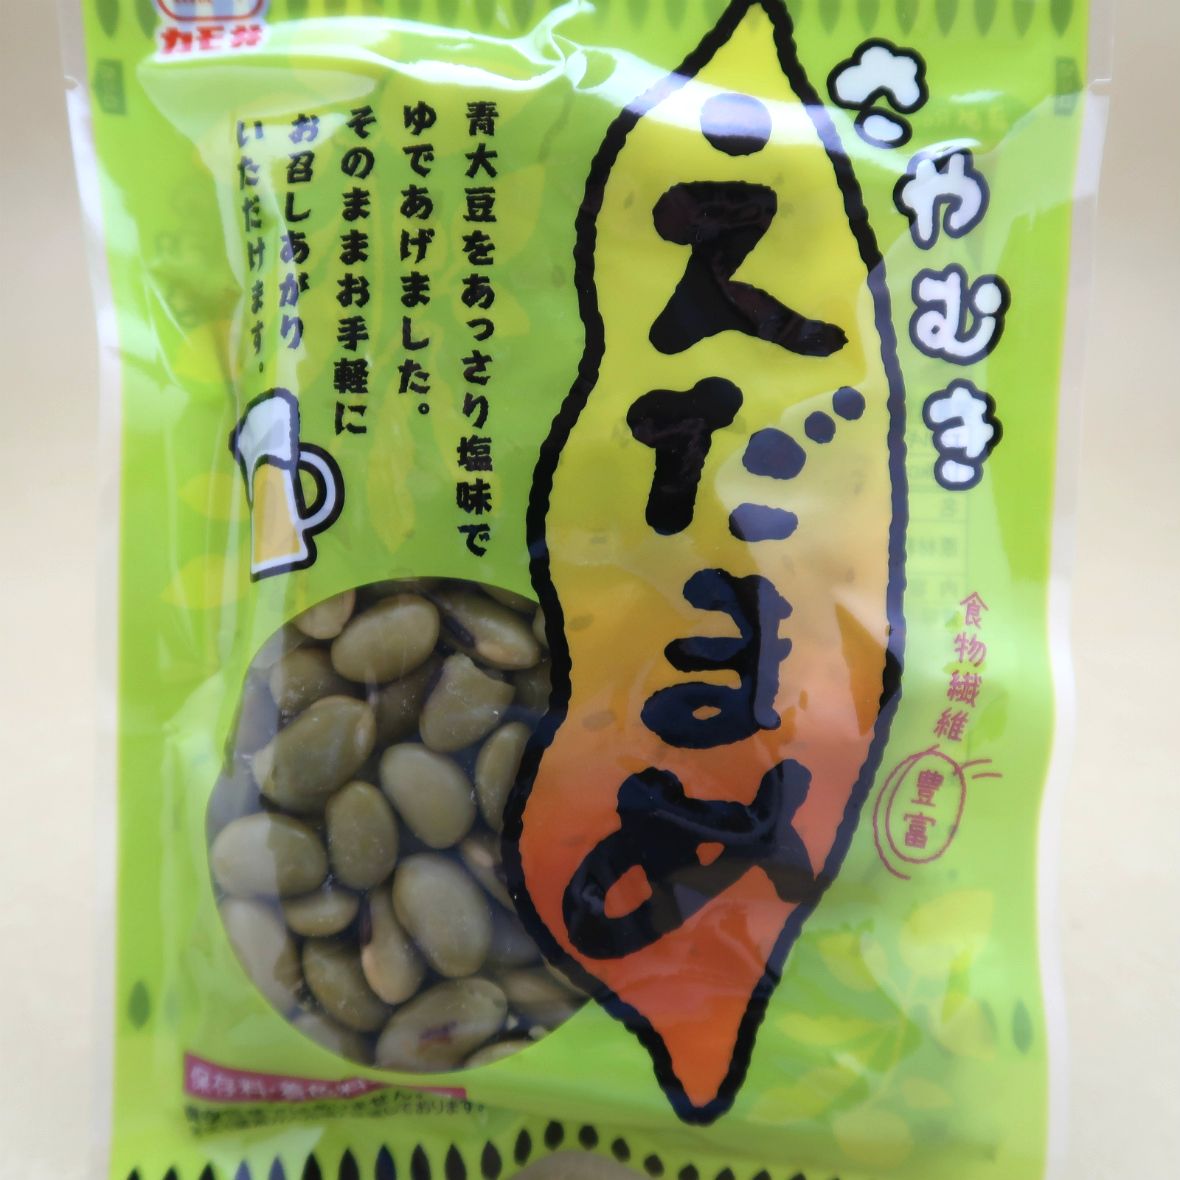 カモ井
さやむき
えだまめ
青大豆をあっさり塩味で
ゆであげました。
そのままお手軽に
お召しあがり
いただけます。
食物繊維
豊富